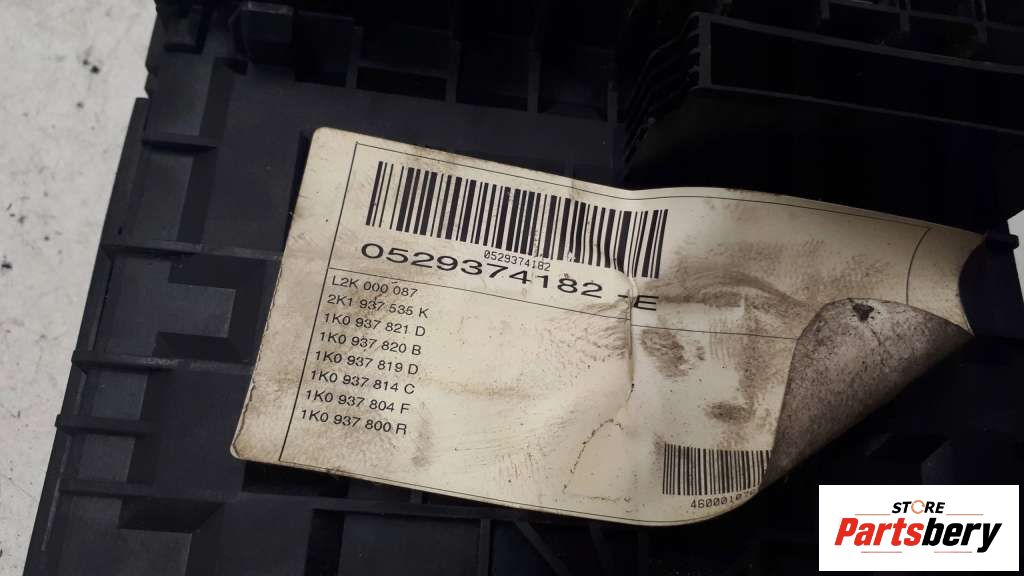 0529374182
0529374182 -E
L2K 000 087
2K1 937 535 K
1K0 937 821 D
1K0 937 820 B
1K0 937 819 D
1K0 937 814 C
1K0 937 804 F
1K0 937 800 R
STORE
Partsbery